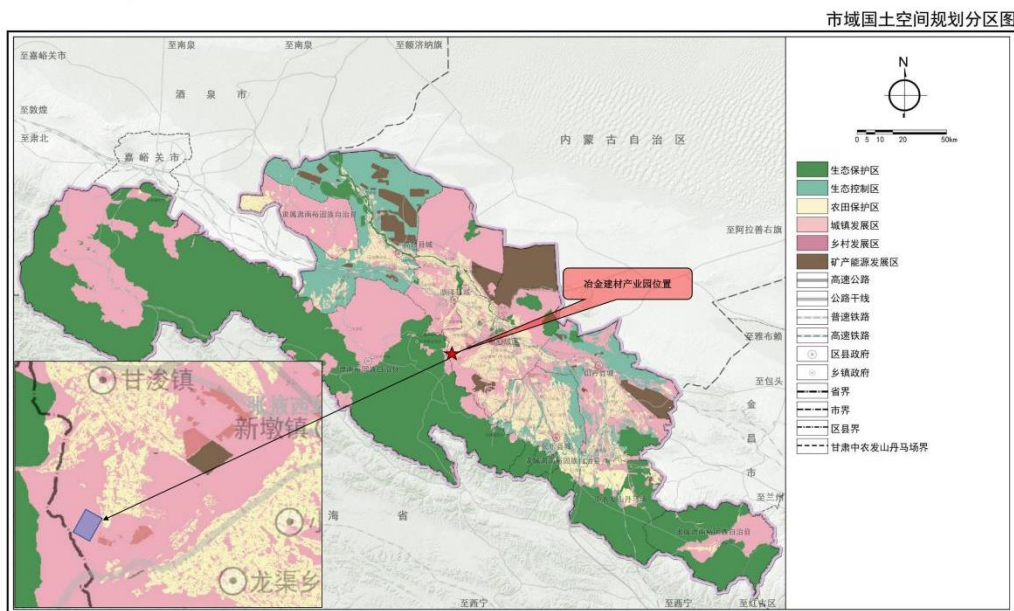 市域国土空间规划分区图
至嘉峪关市
至南泉
至南泉
至额济纳旗
酒 泉 市
至敦煌
至肃北
嘉峪关市
内蒙古自治区
N
0 5 10 20 50km
生态保护区
生态控制区
农田保护区
城镇发展区
乡村发展区
矿产能源发展区
高速公路
公路干线
普速铁路
高速铁路
区县政府
乡镇政府
省界
市界
区县界
甘肃中农发山丹马场界
至阿拉善右旗
冶金建材产业园位置
至雅布赖
至包头
金昌市
甘浚镇
新墩镇
龙渠乡
海 省
至兰州
至西宁
至西宁